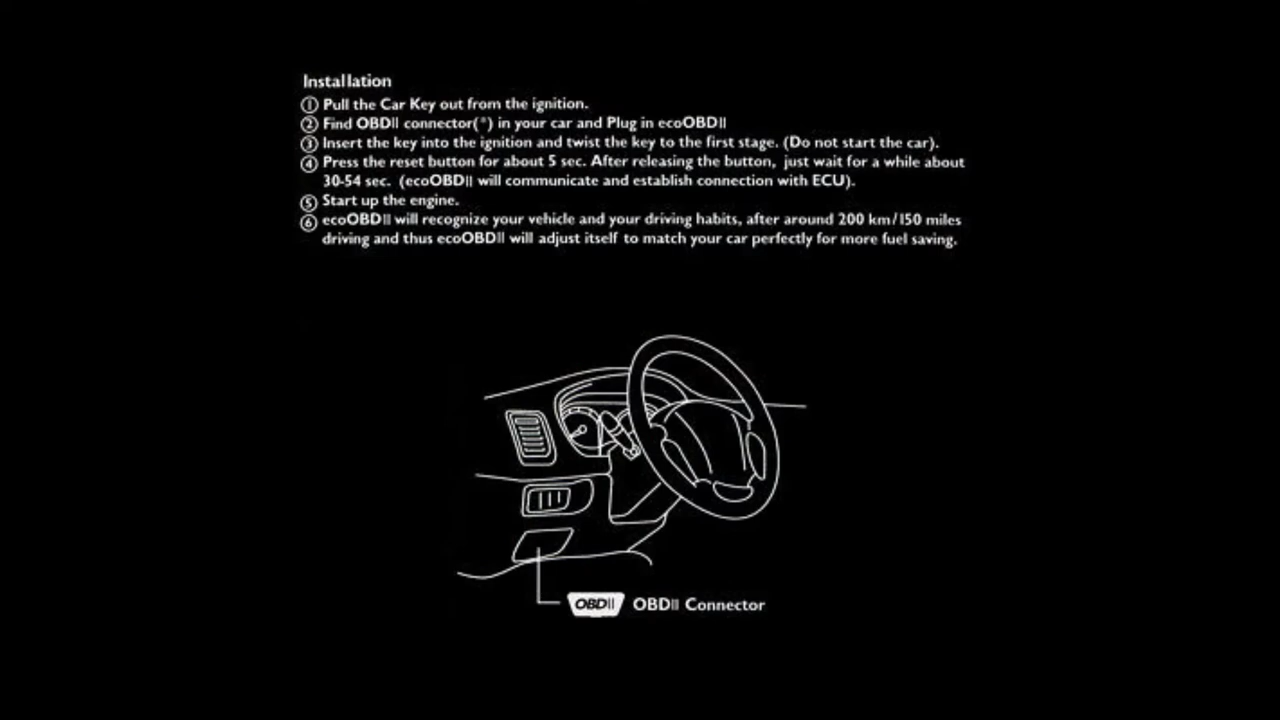 Installation
① Pull the Car Key out from the ignition.
② Find OBDII connector(*) in your car and Plug in ecoOBDII
③ Insert the key into the ignition and twist the key to the first stage. (Do not start the car).
④ Press the reset button for about 5 sec. After releasing the button, just wait for a while about
30-54 sec. (ecoOBDII will communicate and establish connection with ECU).
⑤ Start up the engine.
⑥ ecoOBDII will recognize your vehicle and your driving habits, after around 200 km/150 miles
driving and thus ecoOBDII will adjust itself to match your car perfectly for more fuel saving.
OBDII OBDII Connector